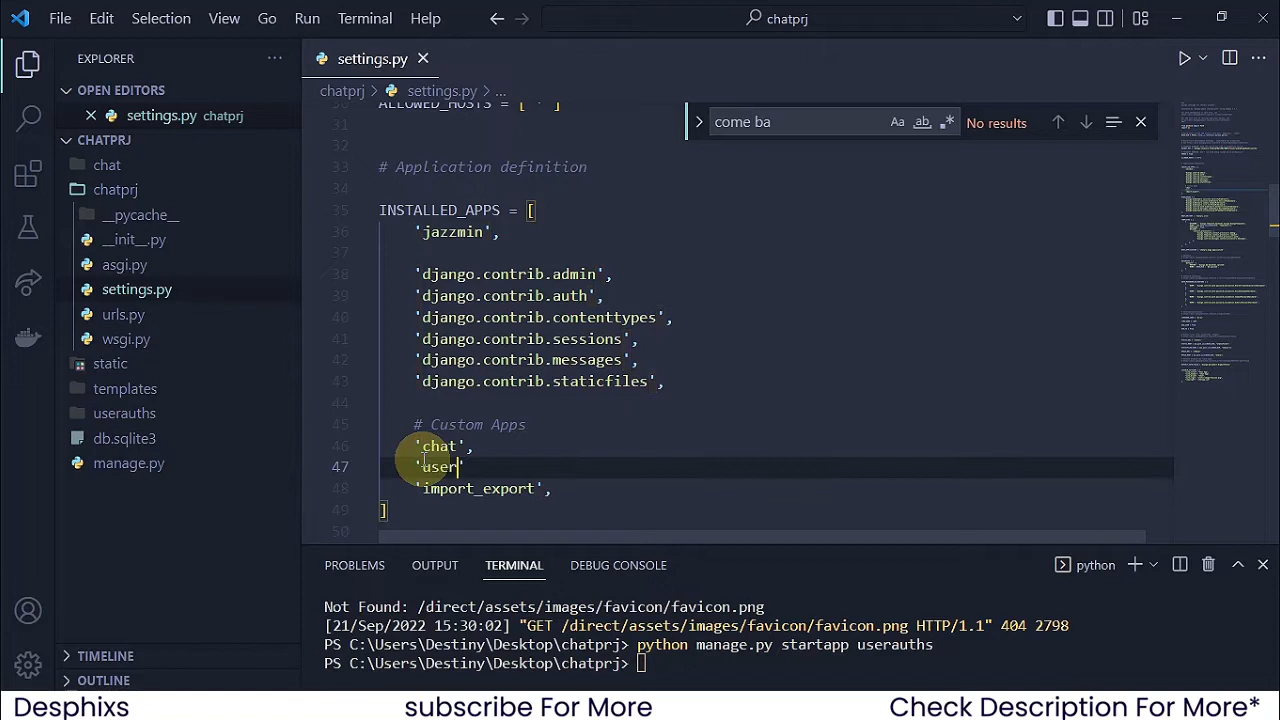 File Edit Selection View Go Run Terminal Help
chatprj
EXPLORER
OPEN EDITORS
settings.py chatprj
CHATPRJ
chat
chatprj
__pycache__
__init__.py
asgi.py
settings.py
urls.py
wsgi.py
static
templates
userauths
db.sqlite3
manage.py
TIMELINE
OUTLINE
settings.py
chatprj > settings.py > ...
come ba
Aa
No results
30 ALLOWED_HOSTS = ['*']
31
32
33 # Application definition
34
35 INSTALLED_APPS = [
36 'jazzmin',
37
38 'django.contrib.admin',
39 'django.contrib.auth',
40 'django.contrib.contenttypes',
41 'django.contrib.sessions',
42 'django.contrib.messages',
43 'django.contrib.staticfiles',
44
45 # Custom Apps
46 'chat',
47 'user'
48 'import_export',
49 ]
50
PROBLEMS OUTPUT TERMINAL DEBUG CONSOLE
python
Not Found: /direct/assets/images/favicon/favicon.png
[21/Sep/2022 15:30:02] "GET /direct/assets/images/favicon/favicon.png HTTP/1.1" 404 2798
PS C:\Users\Destiny\Desktop\chatprj> python manage.py startapp userauths
PS C:\Users\Destiny\Desktop\chatprj>
Desphixs subscribe For More Check Description For More*